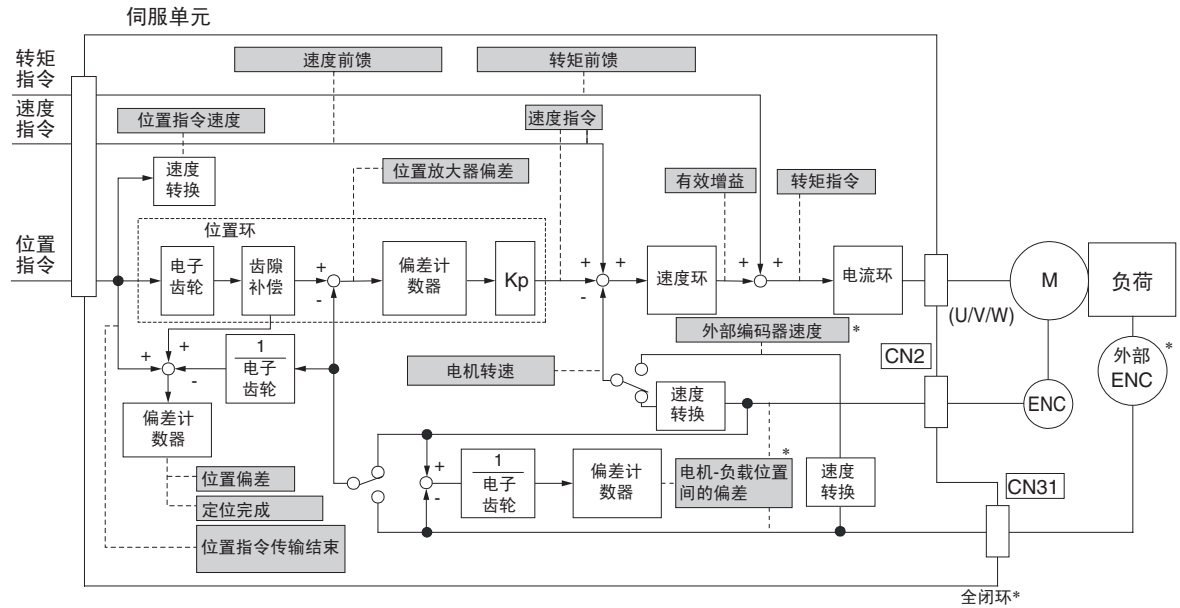 伺服单元
转矩
指令
速度
指令
位置
指令
速度前馈
转矩前馈
位置指令速度
速度指令
速度
转换
位置放大器偏差
有效增益
转矩指令
位置环
电子
齿轮
齿隙
补偿
+
-
偏差计
数器
Kp
+
+
-
速度环
+
+
电流环
(U/V/W)
M
负荷
外部编码器速度 *
CN2
外部
ENC
*
ENC
+
+
-
1
电子
齿轮
电机转速
速度
转换
偏差计
数器
位置偏差
定位完成
位置指令传输结束
+
-
1
电子
齿轮
偏差计
数器
*
电机-负载位置
间的偏差
速度
转换
CN31
全闭环*